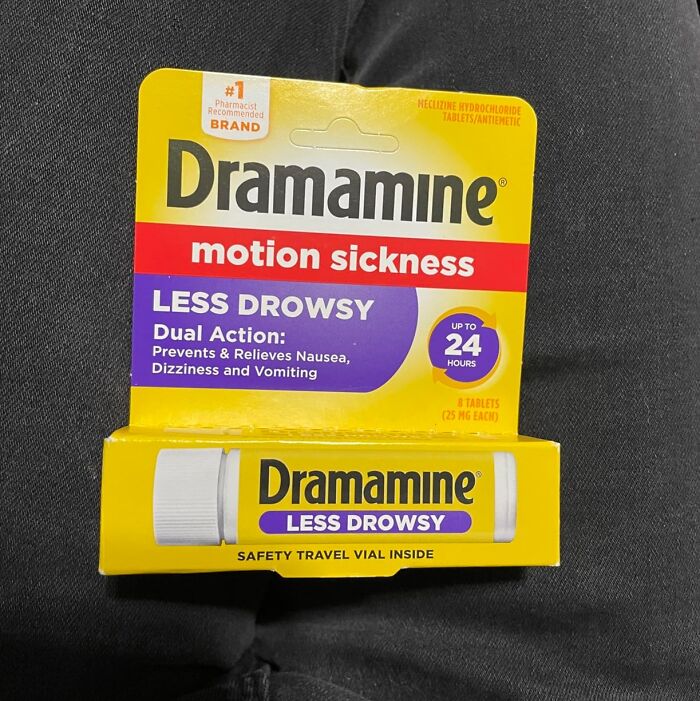 #1
Pharmacist
Recommended
BRAND
MECLIZINE HYDROCHLORIDE
TABLETS/ANTIEMETIC
Dramamine®
motion sickness
LESS DROWSY
Dual Action:
Prevents & Relieves Nausea,
Dizziness and Vomiting
UP TO
24
HOURS
8 TABLETS
(25 MG EACH)
Dramamine®
LESS DROWSY
SAFETY TRAVEL VIAL INSIDE